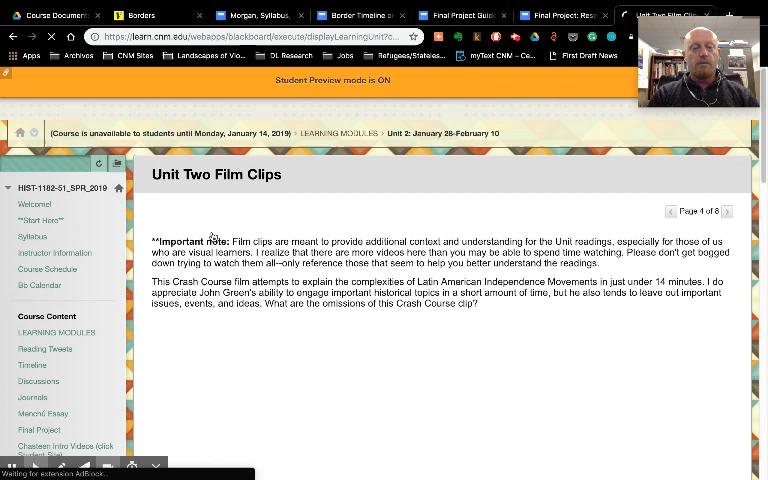 Course Document:
Borders
Morgan, Syllabus,
Border Timeline o
Final Project Guide
Final Project: Rese
Unit Two Film Clip
https://learn.cnm.edu/webapps/blackboard/execute/displayLearningUnit?c...
Apps
Archivos
CNM Sites
Landscapes of Vio...
DL Research
Jobs
Refugees/Stateles...
myText CNM – Ce...
First Draft News
Student Preview mode is ON
(Course is unavailable to students until Monday, January 14, 2019) > LEARNING MODULES > Unit 2: January 28-February 10
HIST-1182-51_SPR_2019
Welcome!
**Start Here**
Syllabus
Instructor Information
Course Schedule
Bb Calendar
Course Content
LEARNING MODULES
Reading Tweets
Timeline
Discussions
Journals
Menchú Essay
Final Project
Chasteen Intro Videos (click
Student Site)
Waiting for extension AdBlock...
Unit Two Film Clips
Page 4 of 8
**Important note: Film clips are meant to provide additional context and understanding for the Unit readings, especially for those of us
who are visual learners. I realize that there are more videos here than you may be able to spend time watching. Please don't get bogged
down trying to watch them all--only reference those that seem to help you better understand the readings.
This Crash Course film attempts to explain the complexities of Latin American Independence Movements in just under 14 minutes. I do
appreciate John Green's ability to engage important historical topics in a short amount of time, but he also tends to leave out important
issues, events, and ideas. What are the omissions of this Crash Course clip?